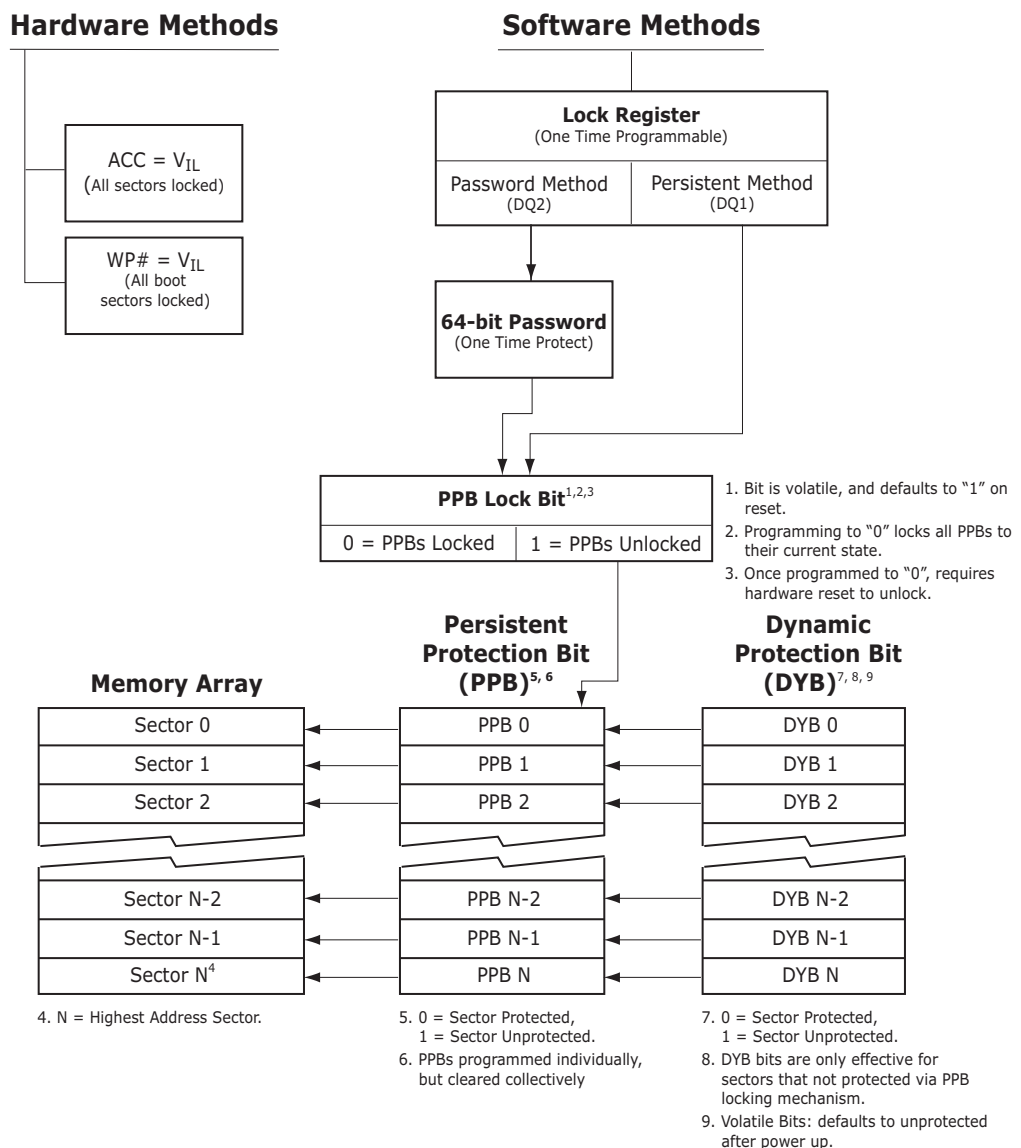 Hardware Methods
Software Methods
ACC = VIL
(All sectors locked)
WP# = VIL
(All boot
sectors locked)
Lock Register
(One Time Programmable)
Password Method
(DQ2)
Persistent Method
(DQ1)
64-bit Password
(One Time Protect)
PPB Lock Bit1,2,3
0 = PPBs Locked
1 = PPBs Unlocked
1. Bit is volatile, and defaults to “1” on
reset.
2. Programming to “0” locks all PPBs to
their current state.
3. Once programmed to “0”, requires
hardware reset to unlock.
Memory Array
Sector 0
Sector 1
Sector 2
Sector N-2
Sector N-1
Sector N4
4. N = Highest Address Sector.
Persistent
Protection Bit
(PPB)5, 6
PPB 0
PPB 1
PPB 2
PPB N-2
PPB N-1
PPB N
5. 0 = Sector Protected,
1 = Sector Unprotected.
6. PPBs programmed individually,
but cleared collectively
Dynamic
Protection Bit
(DYB)7, 8, 9
DYB 0
DYB 1
DYB 2
DYB N-2
DYB N-1
DYB N
7. 0 = Sector Protected,
1 = Sector Unprotected.
8. DYB bits are only effective for
sectors that not protected via PPB
locking mechanism.
9. Volatile Bits: defaults to unprotected
after power up.